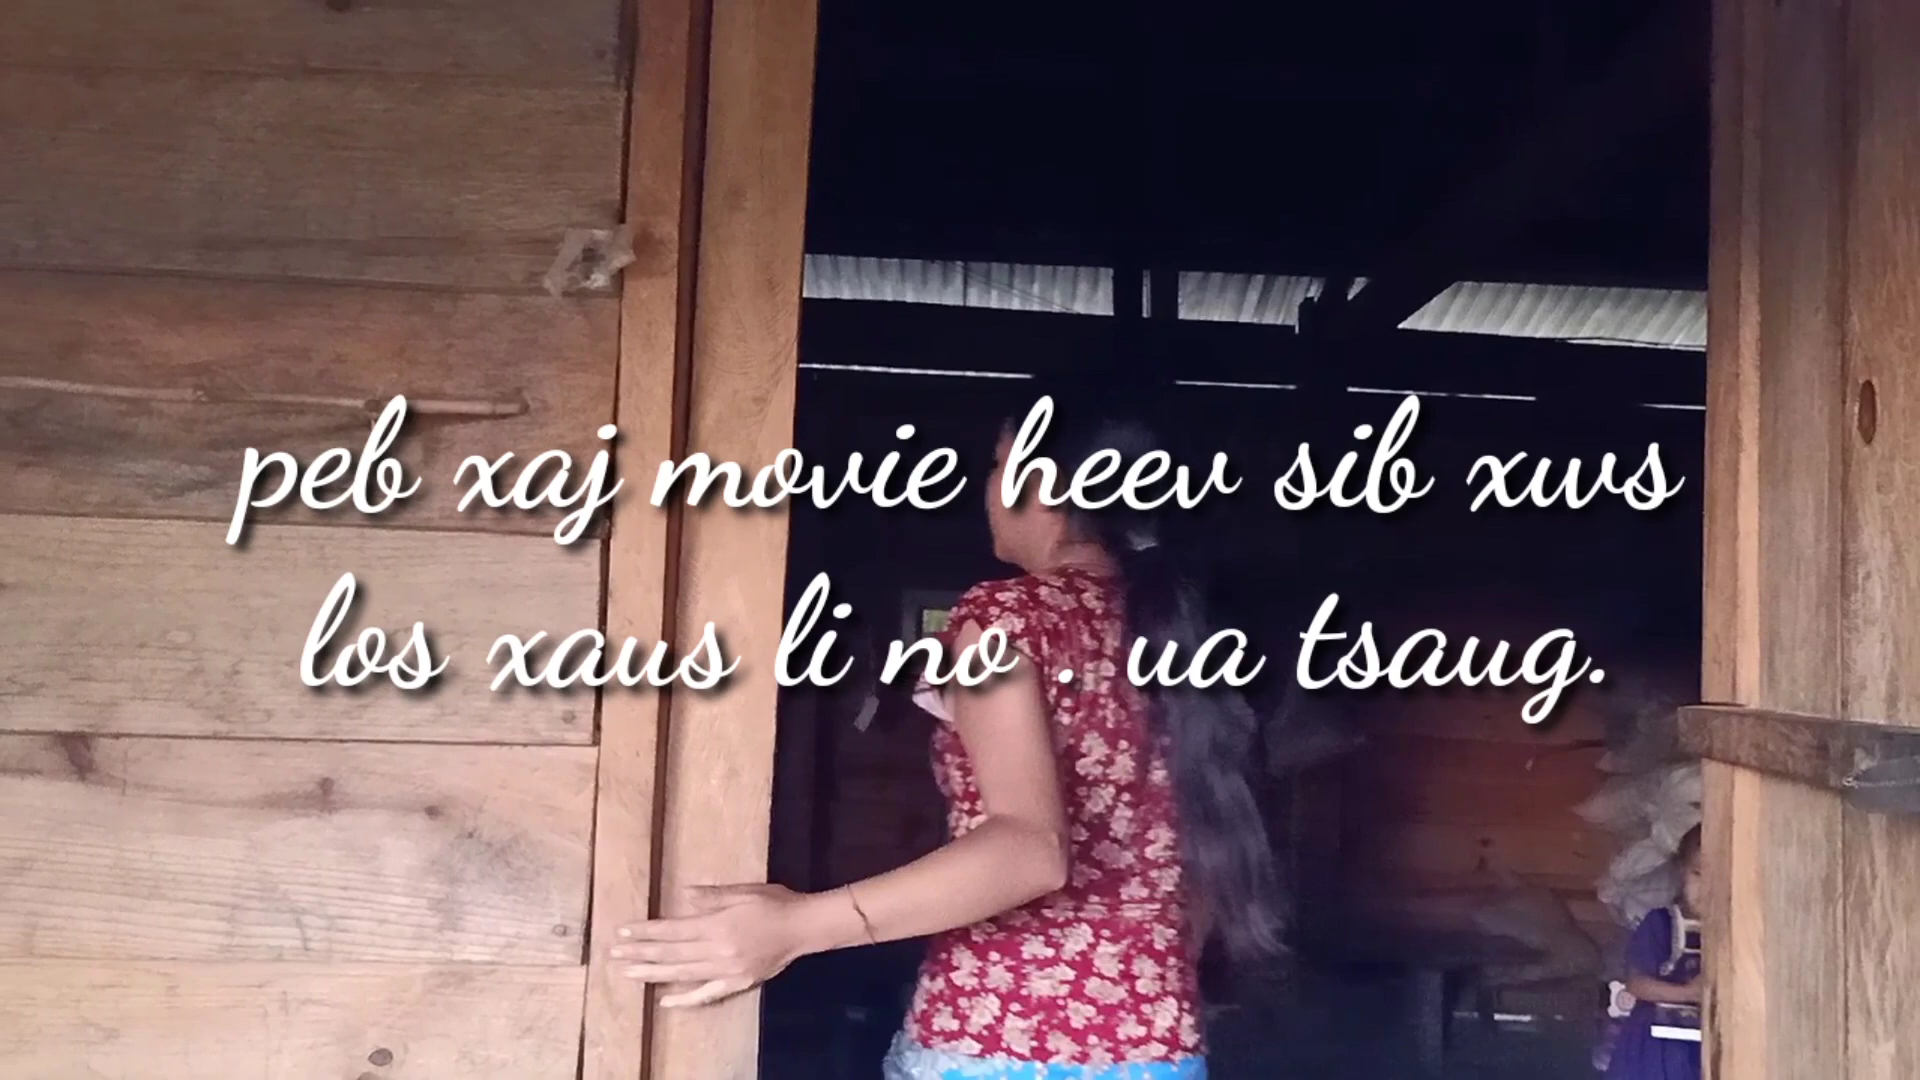 peb xaj movie heev sib xws
los xaus li no . ua tsaug.